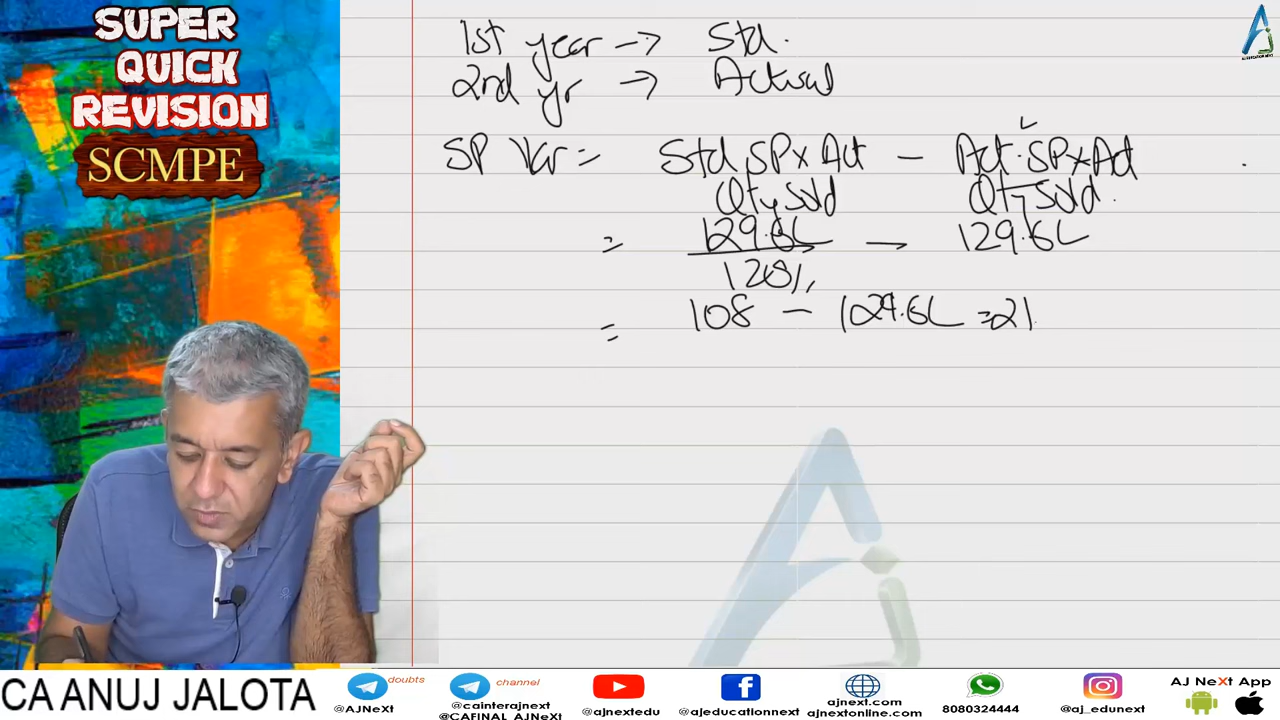 SUPER
QUICK
REVISION
SCMPE
1st year → Std.
2nd yr → Actual
SP Var = Std SP x Act Qty Sold – Act. SP x Act Qty Sold.
= 129.6L / 120% – 129.6L
= 108 – 129.6L = 21.
CA ANUJ JALOTA
doubts
@AJNeXt
channel
@cainterajnext
@CAFINAL_AJNeXt
@ajnextedu
@ajeducationnext
ajnext.com
ajnextonline.com
8080324444
@aj_edunext
AJ NeXt App